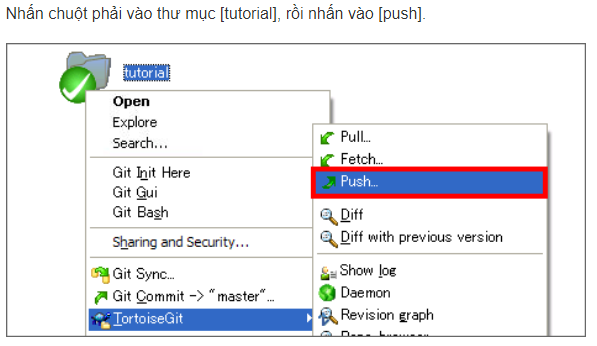 Nhấn chuột phải vào thư mục [tutorial], rồi nhấn vào [push].
tutorial
Open
Explore
Search...
Git Init Here
Git Gui
Git Bash
Sharing and Security...
Git Sync...
Git Commit -> "master"...
TortoiseGit
Pull...
Fetch...
Push...
Diff
Diff with previous version
Show log
Daemon
Revision graph